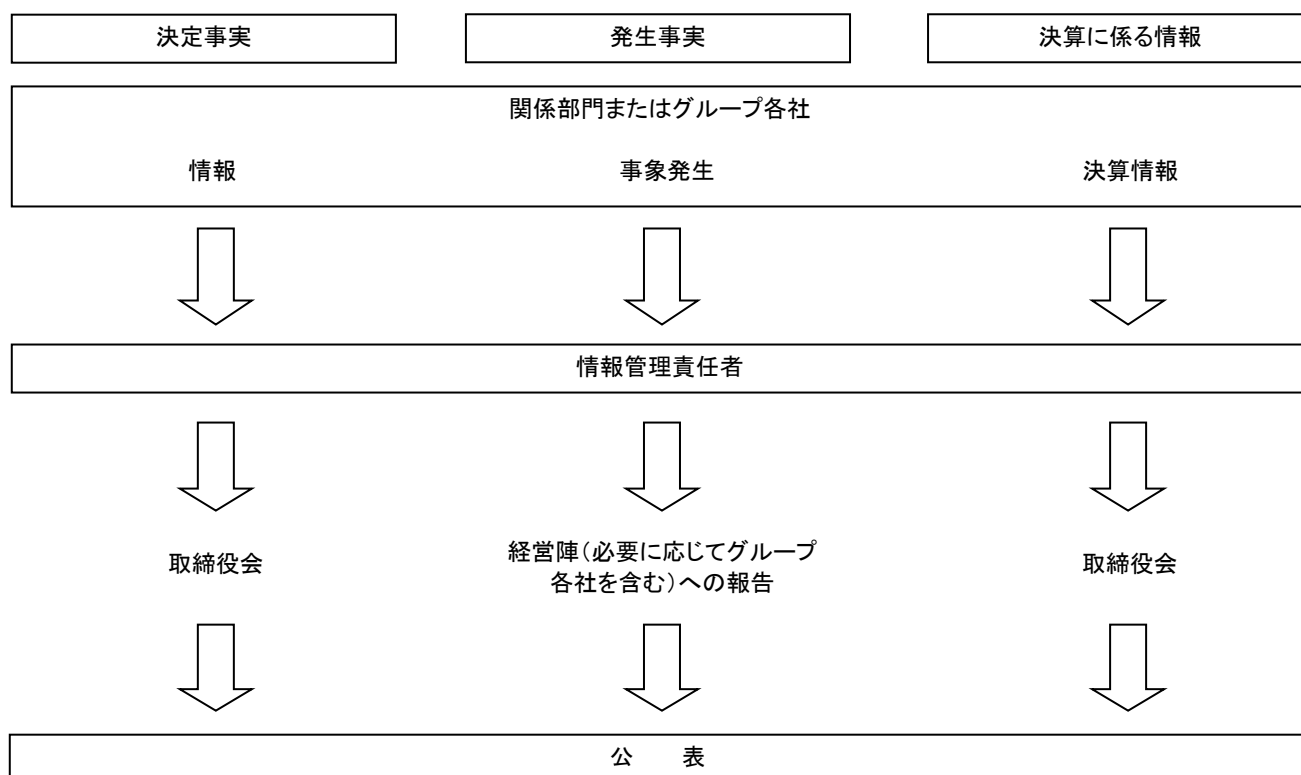 決定事実
発生事実
決算に係る情報
関係部門またはグループ各社
情報
事象発生
決算情報
情報管理責任者
取締役会
経営陣（必要に応じてグループ
各社を含む）への報告
取締役会
公　　表